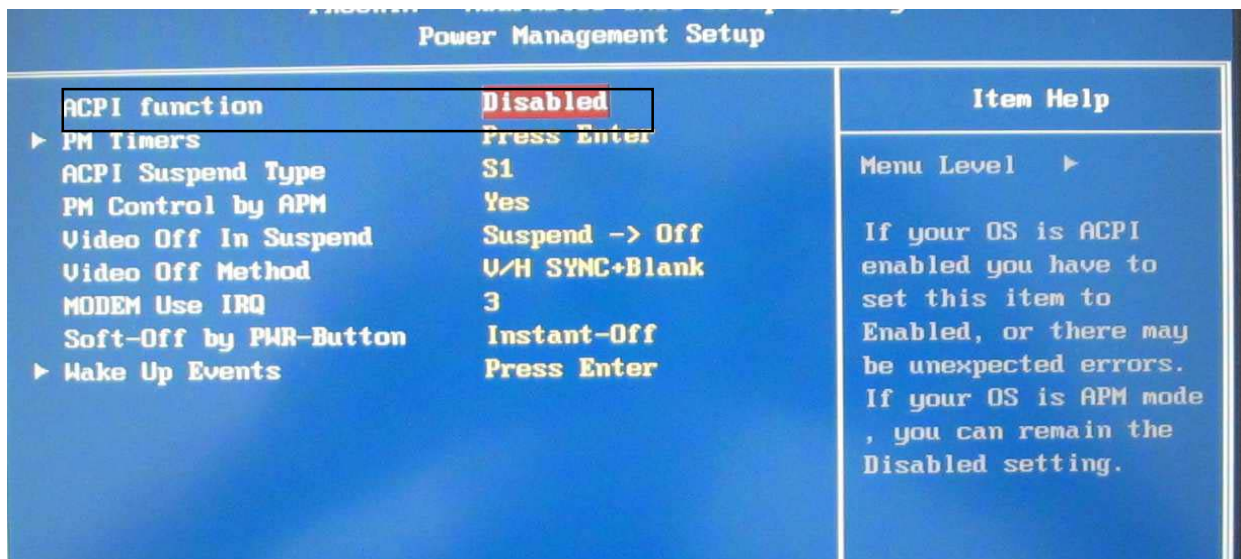 Power Management Setup
ACPI function Disabled
PM Timers Press Enter
ACPI Suspend Type S1
PM Control by APM Yes
Video Off In Suspend Suspend -> Off
Video Off Method V/H SYNC+Blank
MODEM Use IRQ 3
Soft-Off by PWR-Button Instant-Off
Wake Up Events Press Enter
Item Help
Menu Level
If your OS is ACPI
enabled you have to
set this item to
Enabled, or there may
be unexpected errors.
If your OS is APM mode
, you can remain the
Disabled setting.